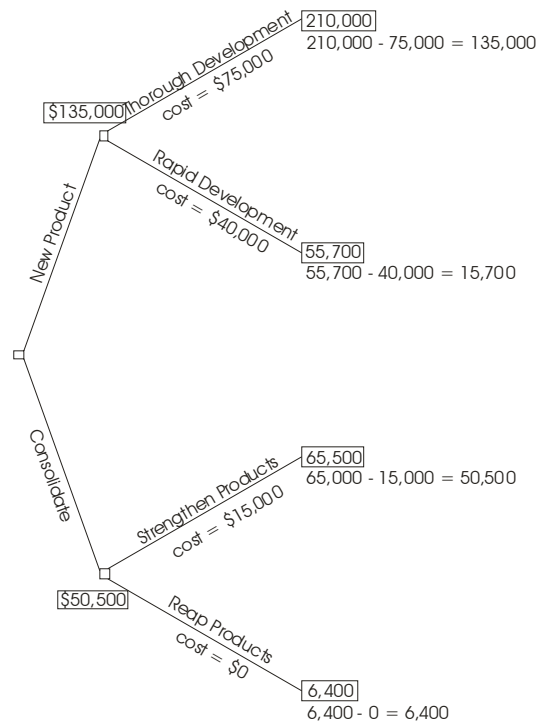 Thorough Development
cost = $75,000
210,000
210,000 - 75,000 = 135,000
$135,000
Rapid Development
cost = $40,000
55,700
55,700 - 40,000 = 15,700
New Product
Consolidate
Strengthen Products
cost = $15,000
65,500
65,000 - 15,000 = 50,500
$50,500
Reap Products
cost = $0
6,400
6,400 - 0 = 6,400